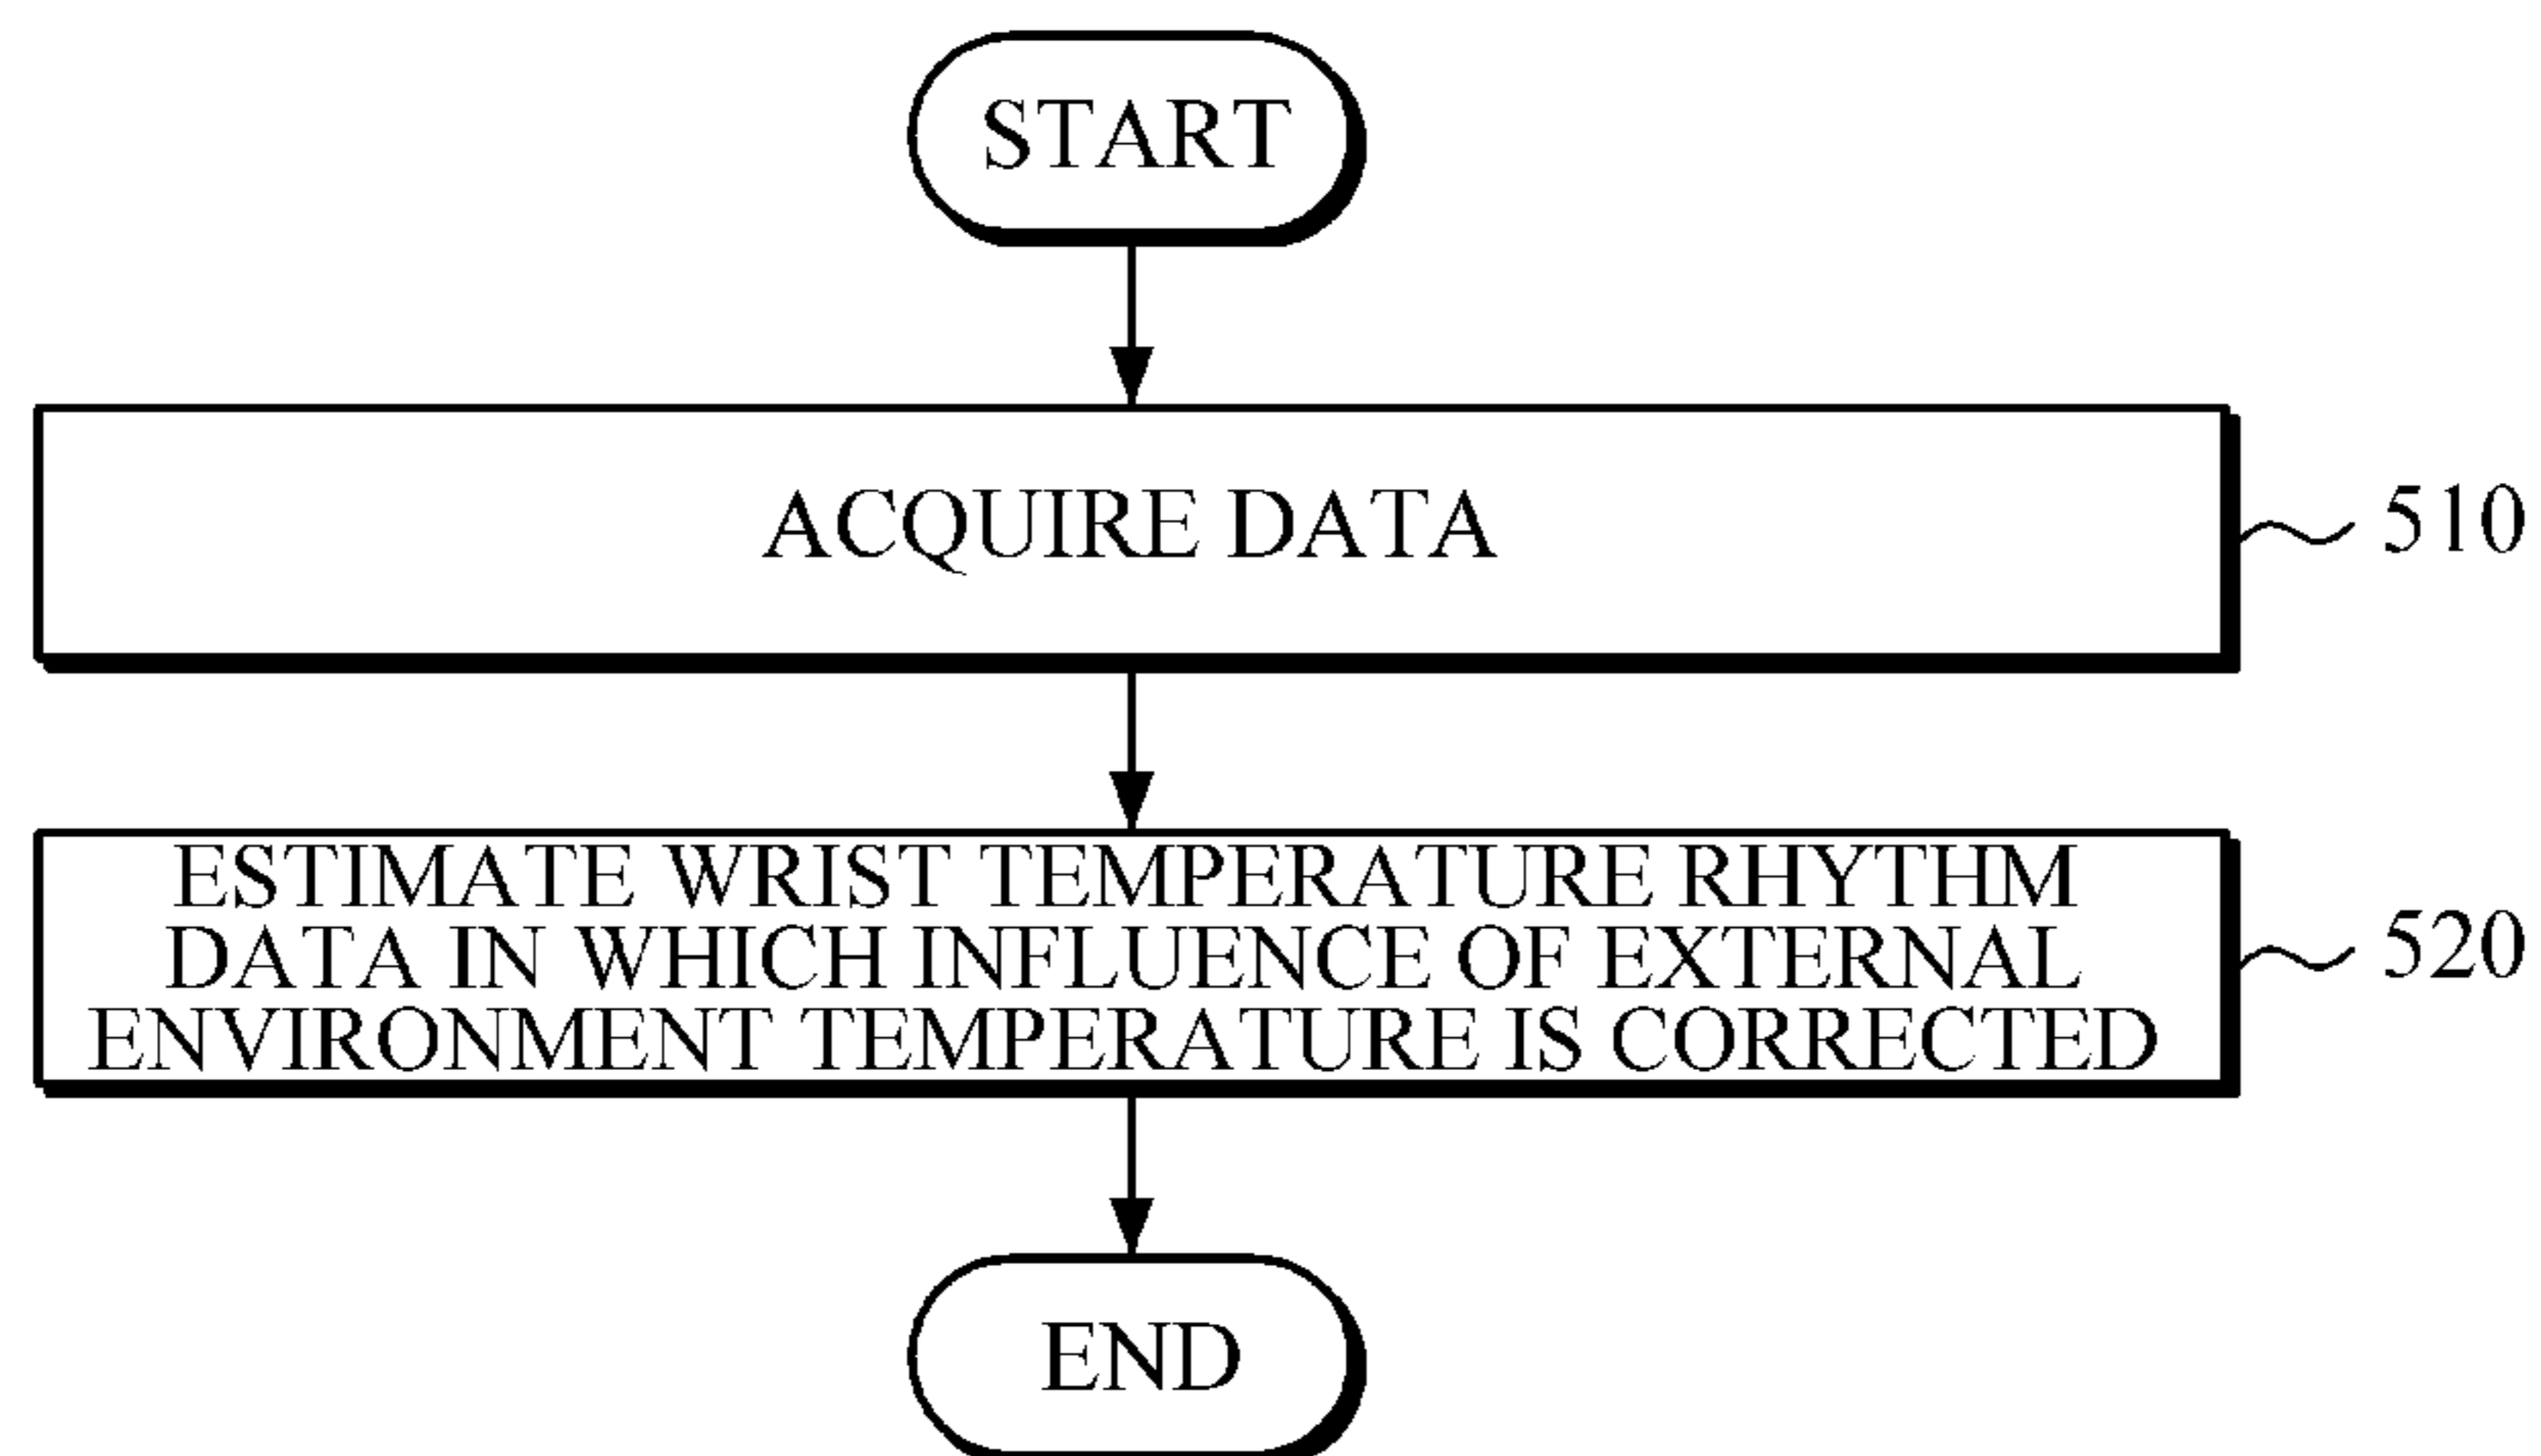 START
ACQUIRE DATA
510
ESTIMATE WRIST TEMPERATURE RHYTHM
DATA IN WHICH INFLUENCE OF EXTERNAL
ENVIRONMENT TEMPERATURE IS CORRECTED
520
END